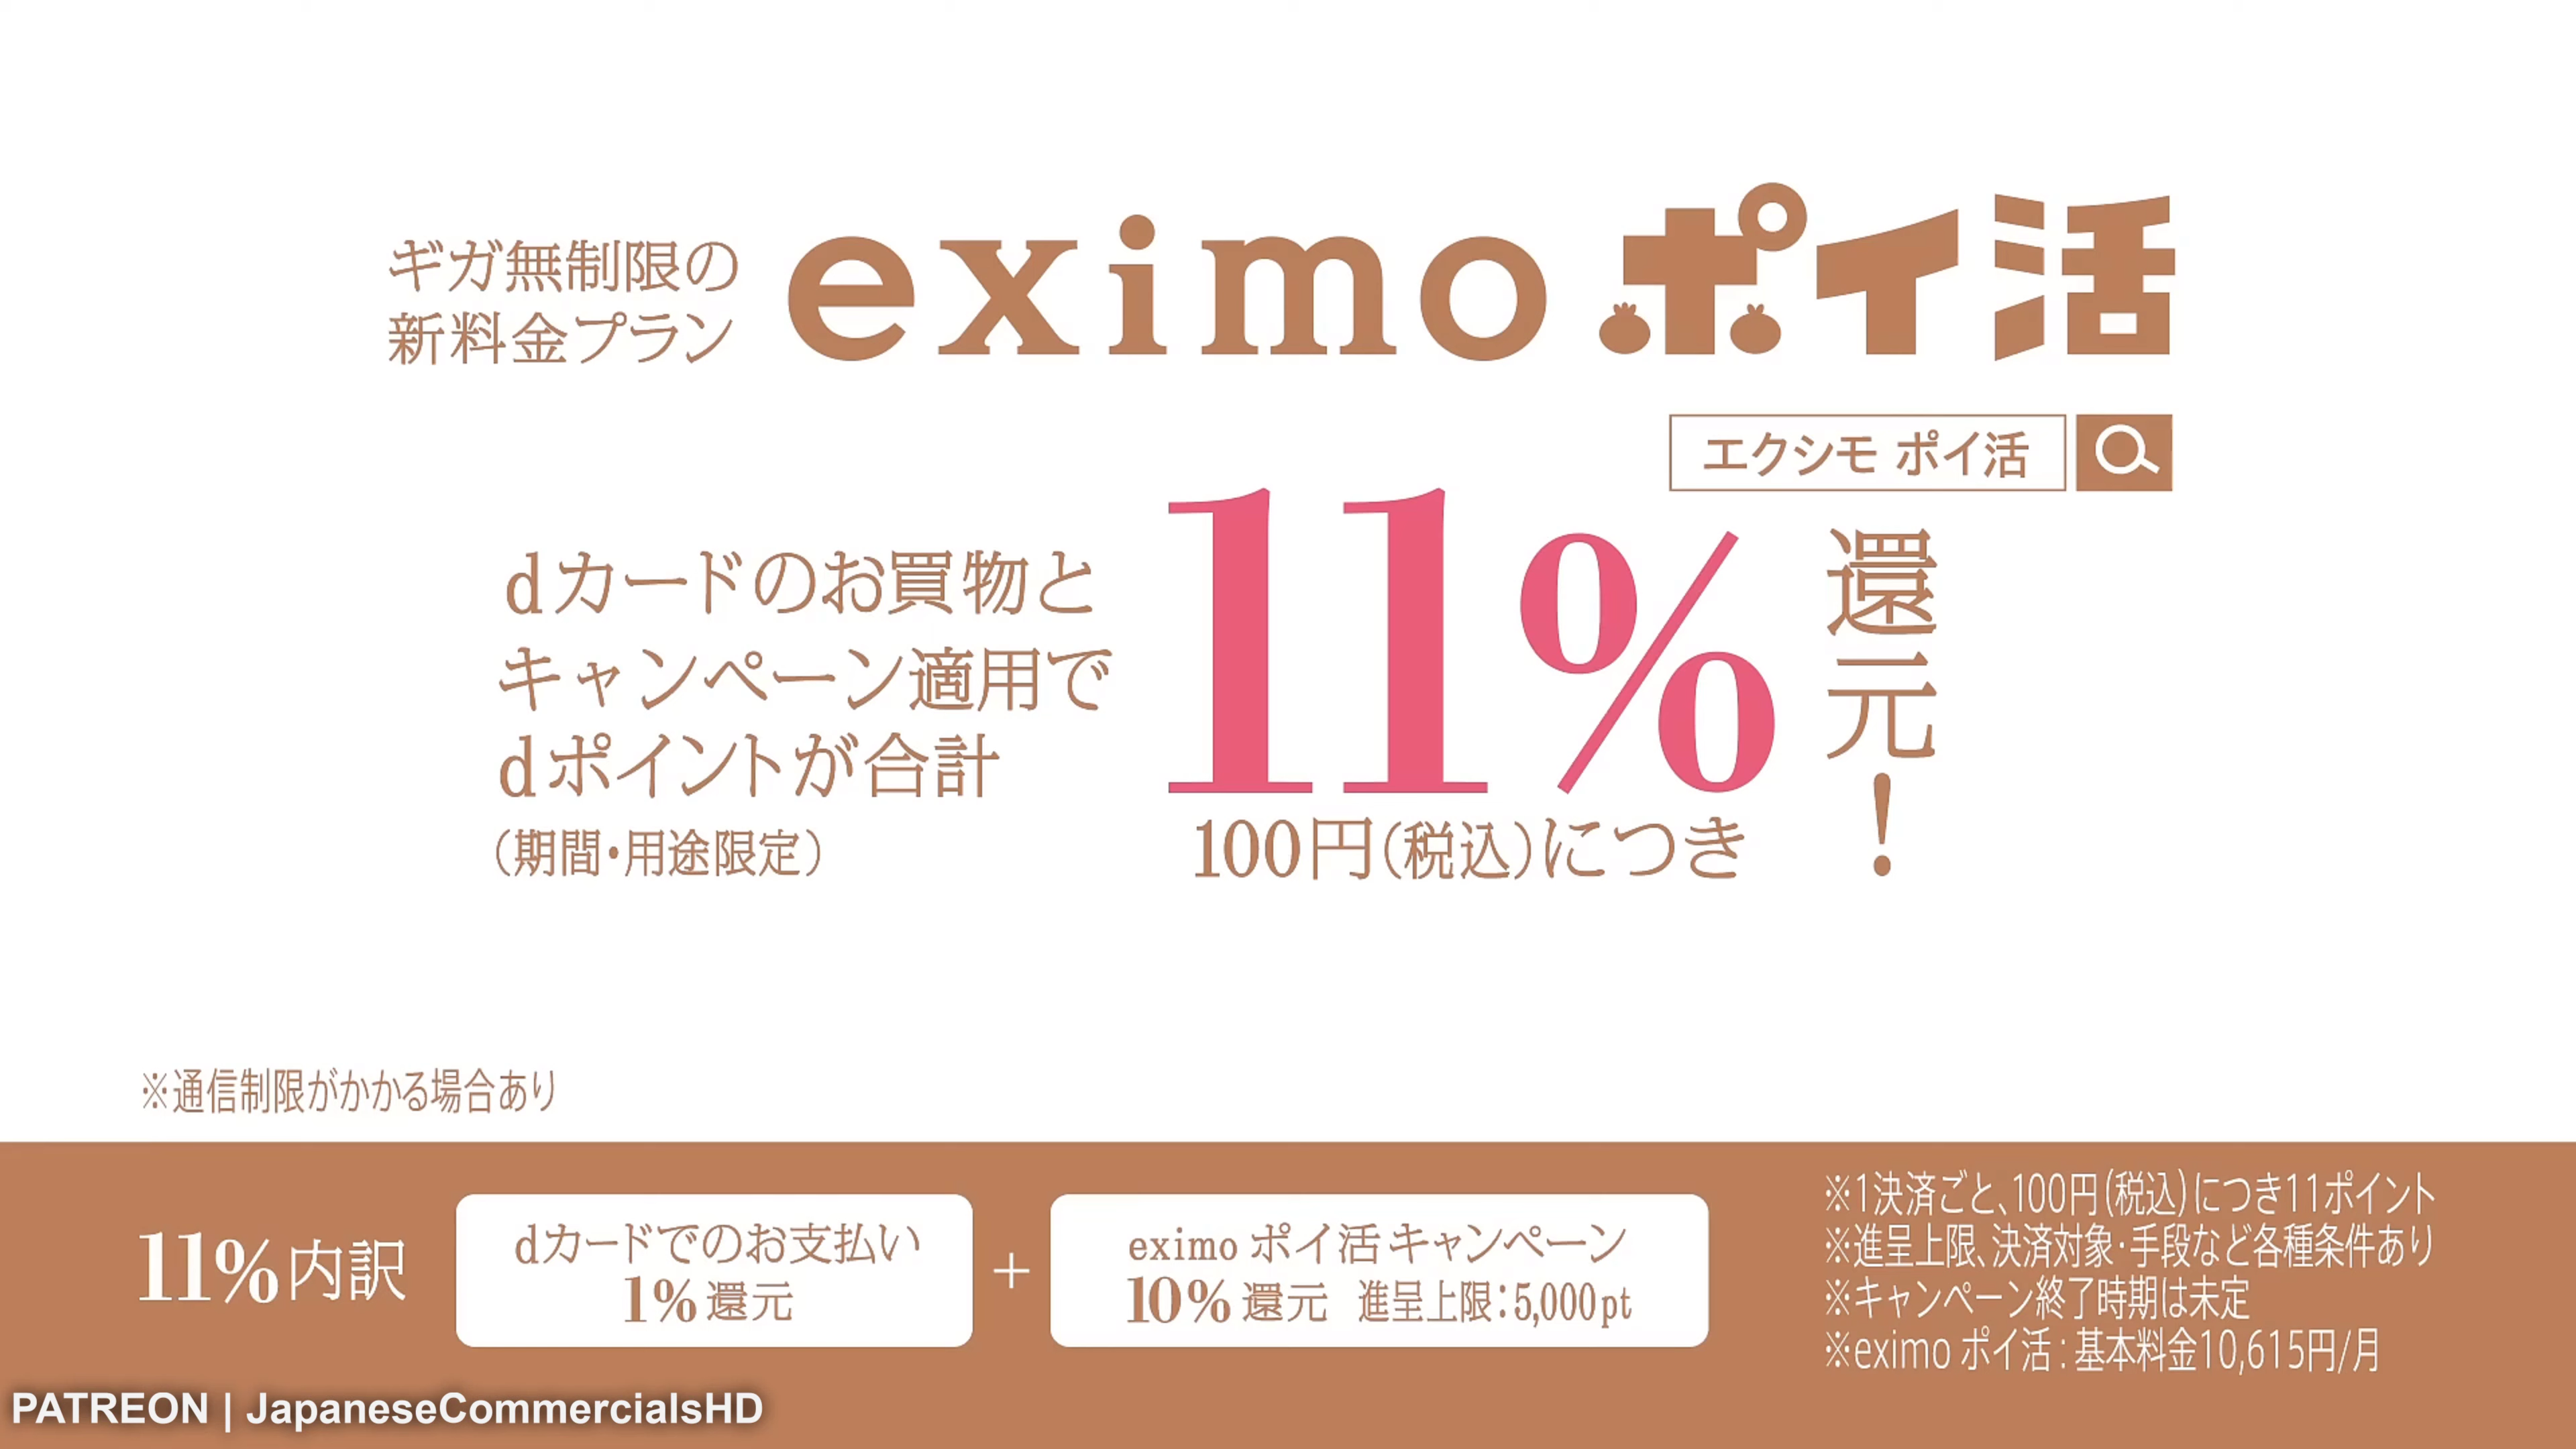 ギガ無制限の
新料金プラン
eximo ポイ活
エクシモ ポイ活
dカードのお買物と
キャンペーン適用で
dポイントが合計
（期間・用途限定）
11%
還元！
100円（税込）につき
※通信制限がかかる場合あり
11%内訳
dカードでのお支払い
1%還元
+
eximo ポイ活 キャンペーン
10%還元 進呈上限：5,000pt
※1決済ごと、100円（税込）につき11ポイント
※進呈上限、決済対象・手段など各種条件あり
※キャンペーン終了時期は未定
※eximo ポイ活：基本料金10,615円/月
PATREON | JapaneseCommercialsHD